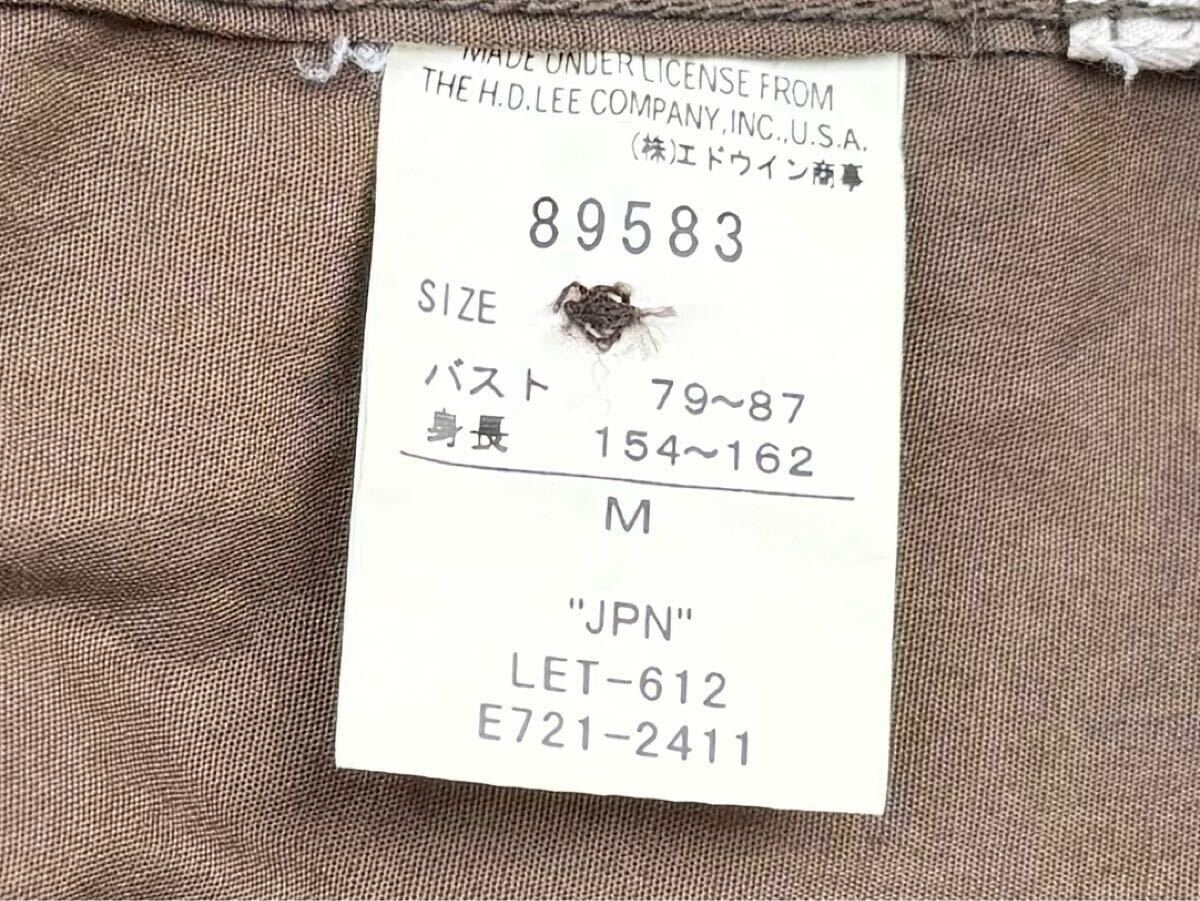 MADE UNDER LICENSE FROM
THE H.D.LEE COMPANY,INC.,U.S.A.
(株)エドウイン商事
89583
SIZE
バスト 79~87
身長 154~162
M
"JPN"
LET-612
E721-2411